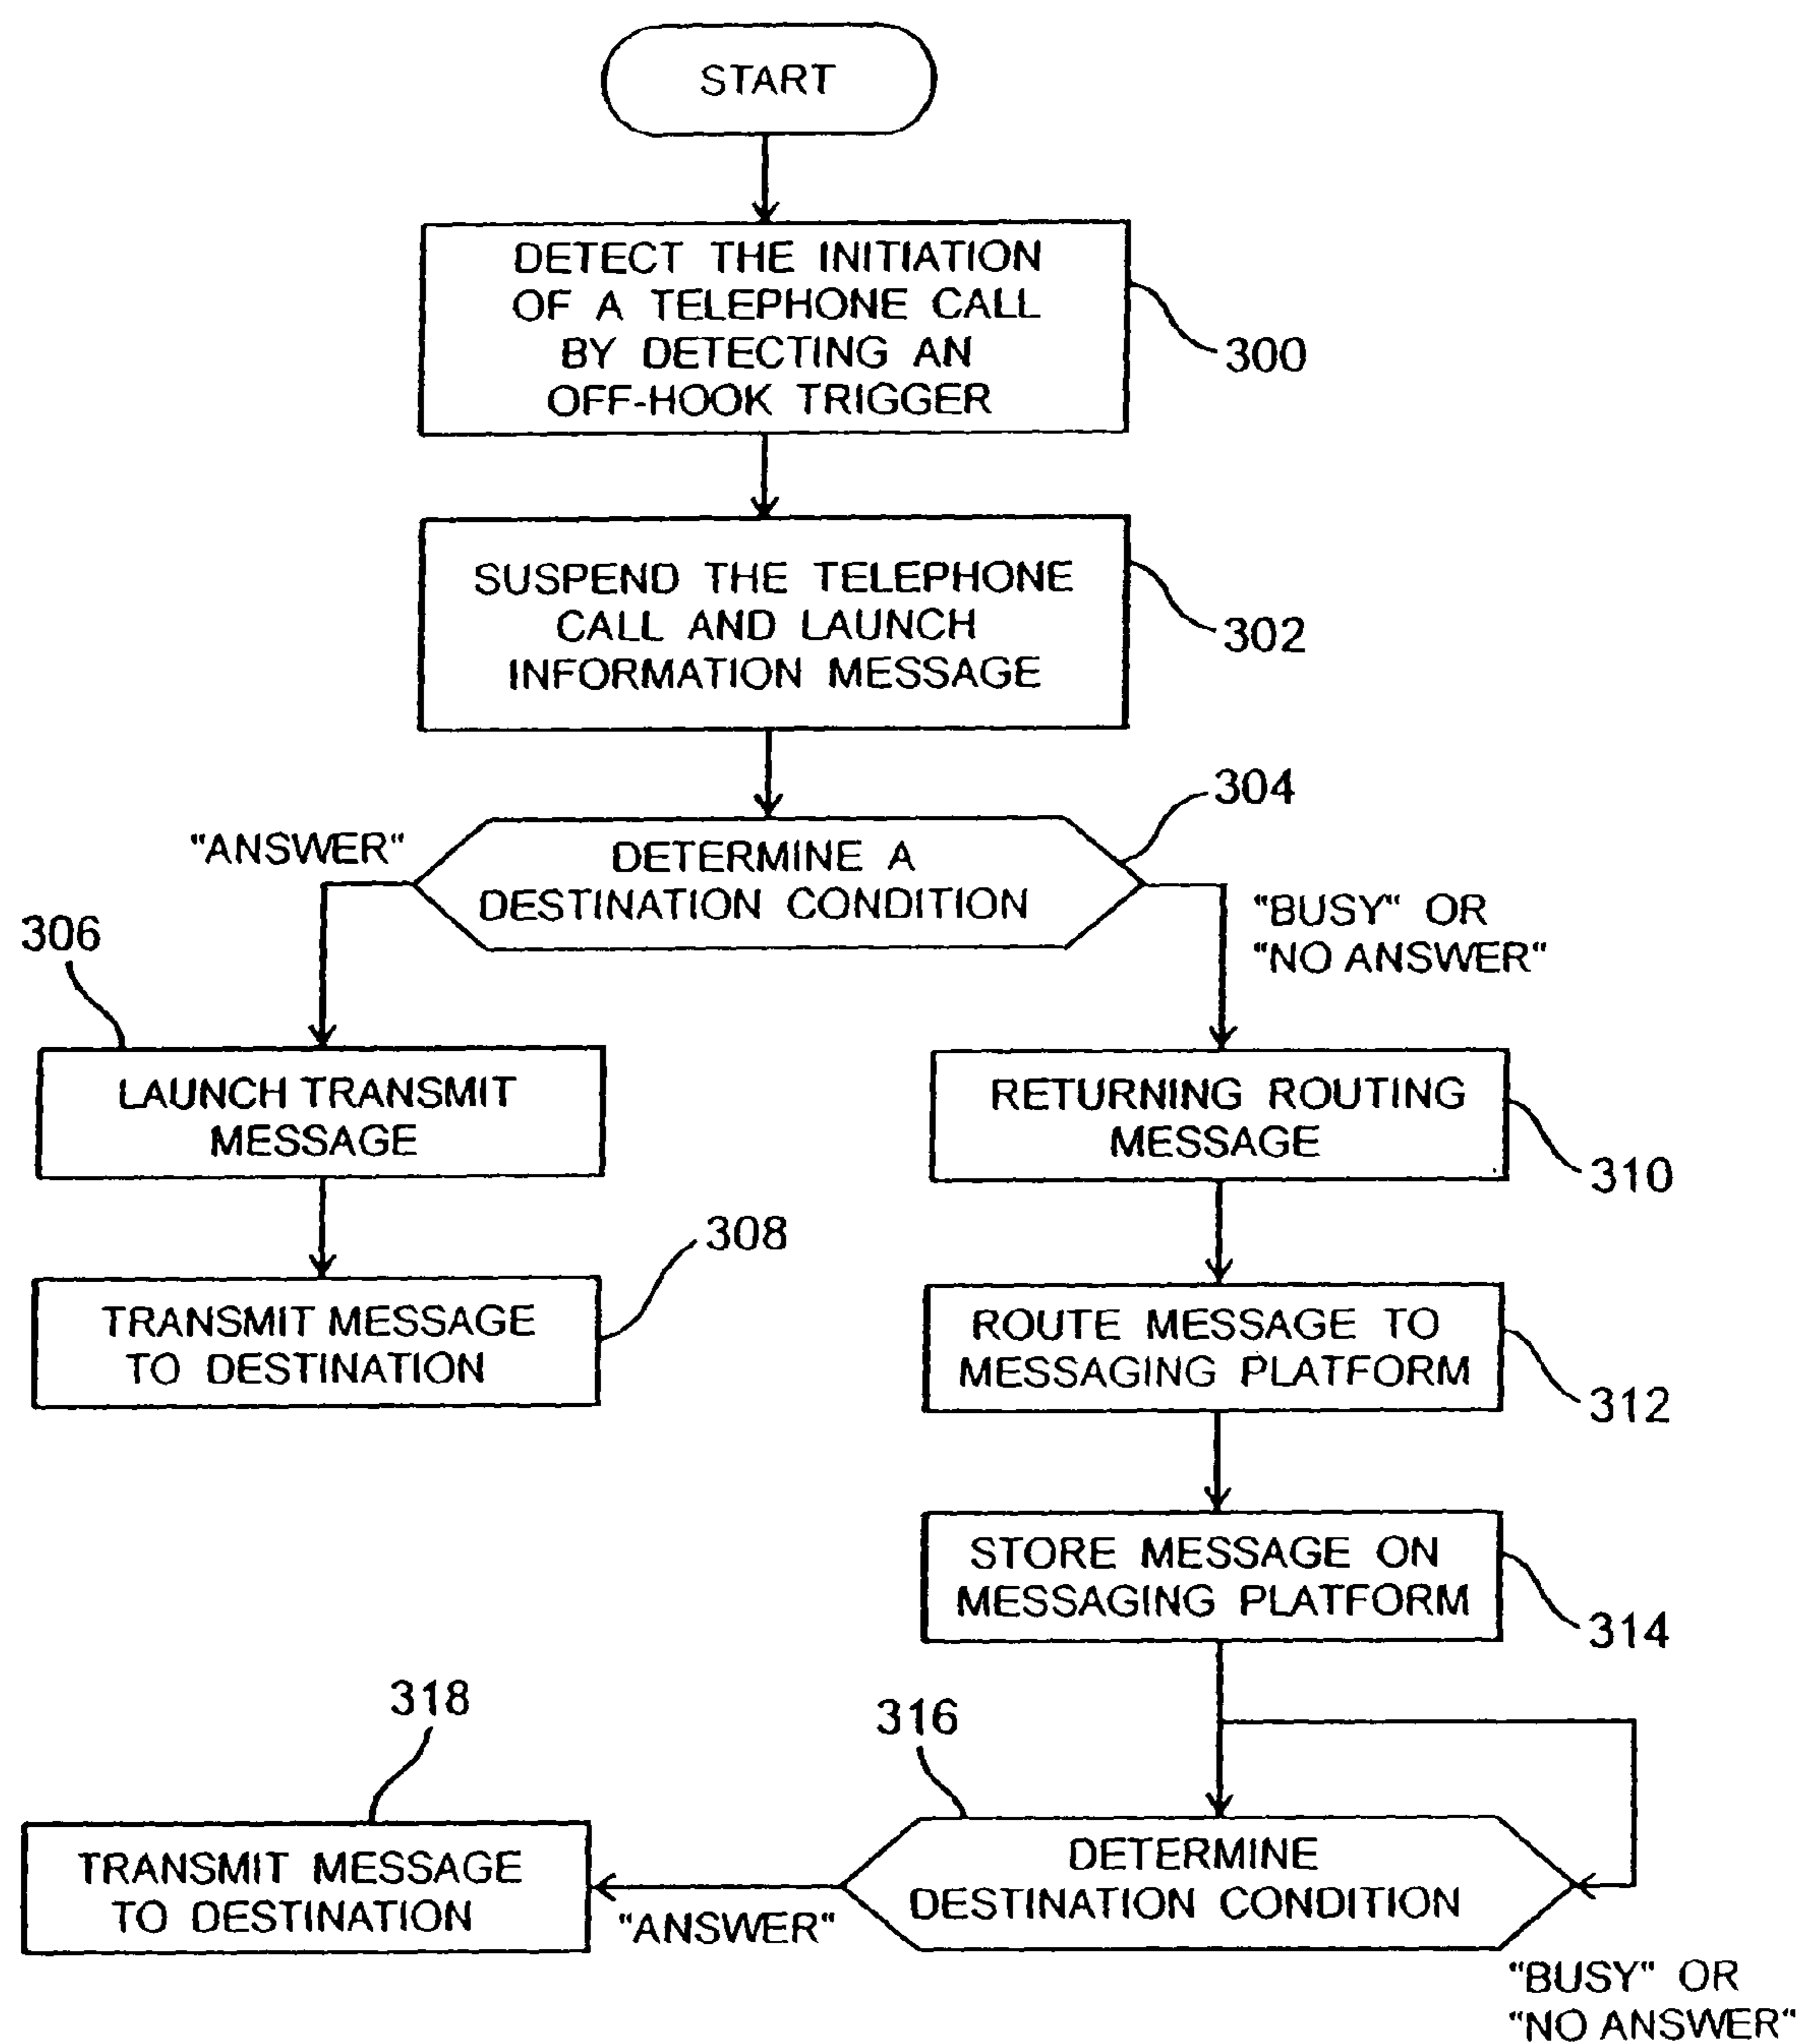 START
DETECT THE INITIATION
OF A TELEPHONE CALL
BY DETECTING AN
OFF-HOOK TRIGGER
300
SUSPEND THE TELEPHONE
CALL AND LAUNCH
INFORMATION MESSAGE
302
304
"ANSWER"
DETERMINE A
DESTINATION CONDITION
"BUSY" OR
"NO ANSWER"
306
LAUNCH TRANSMIT
MESSAGE
RETURNING ROUTING
MESSAGE
310
308
TRANSMIT MESSAGE
TO DESTINATION
ROUTE MESSAGE TO
MESSAGING PLATFORM
312
STORE MESSAGE ON
MESSAGING PLATFORM
314
318
316
TRANSMIT MESSAGE
TO DESTINATION
"ANSWER"
DETERMINE
DESTINATION CONDITION
"BUSY" OR
"NO ANSWER"